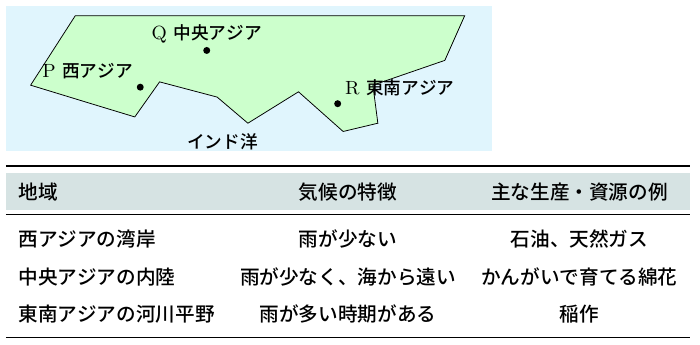 Q 中央アジア
P 西アジア
R 東南アジア
インド洋
地域 気候の特徴 主な生産・資源の例
西アジアの湾岸 雨が少ない 石油、天然ガス
中央アジアの内陸 雨が少なく、海から遠い かんがいで育てる綿花
東南アジアの河川平野 雨が多い時期がある 稲作